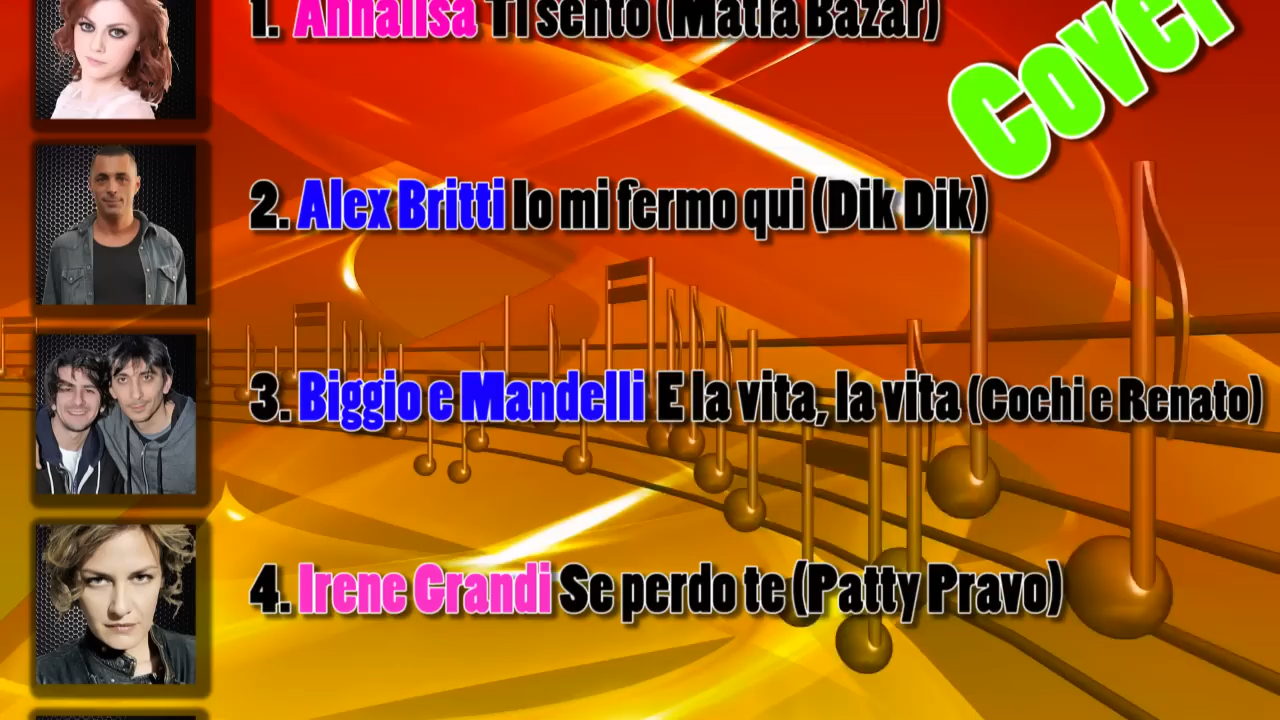 1. Annalisa Ti sento (Matia Bazar)
Cover
2. Alex Britti Io mi fermo qui (Dik Dik)
3. Biggio e Mandelli E la vita, la vita (Cochi e Renato)
4. Irene Grandi Se perdo te (Patty Pravo)